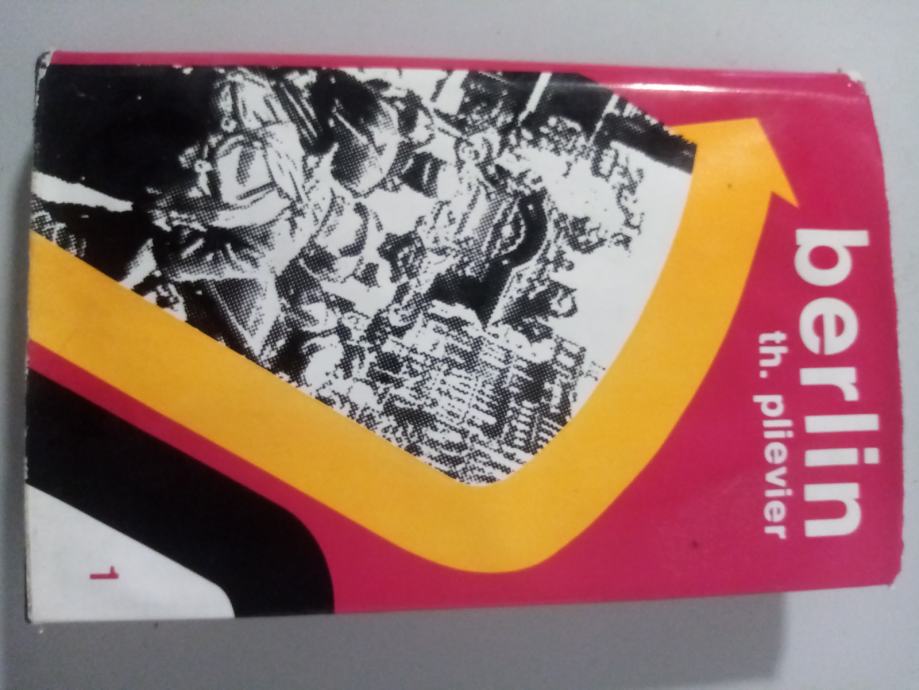 berlin
th. plievier
1